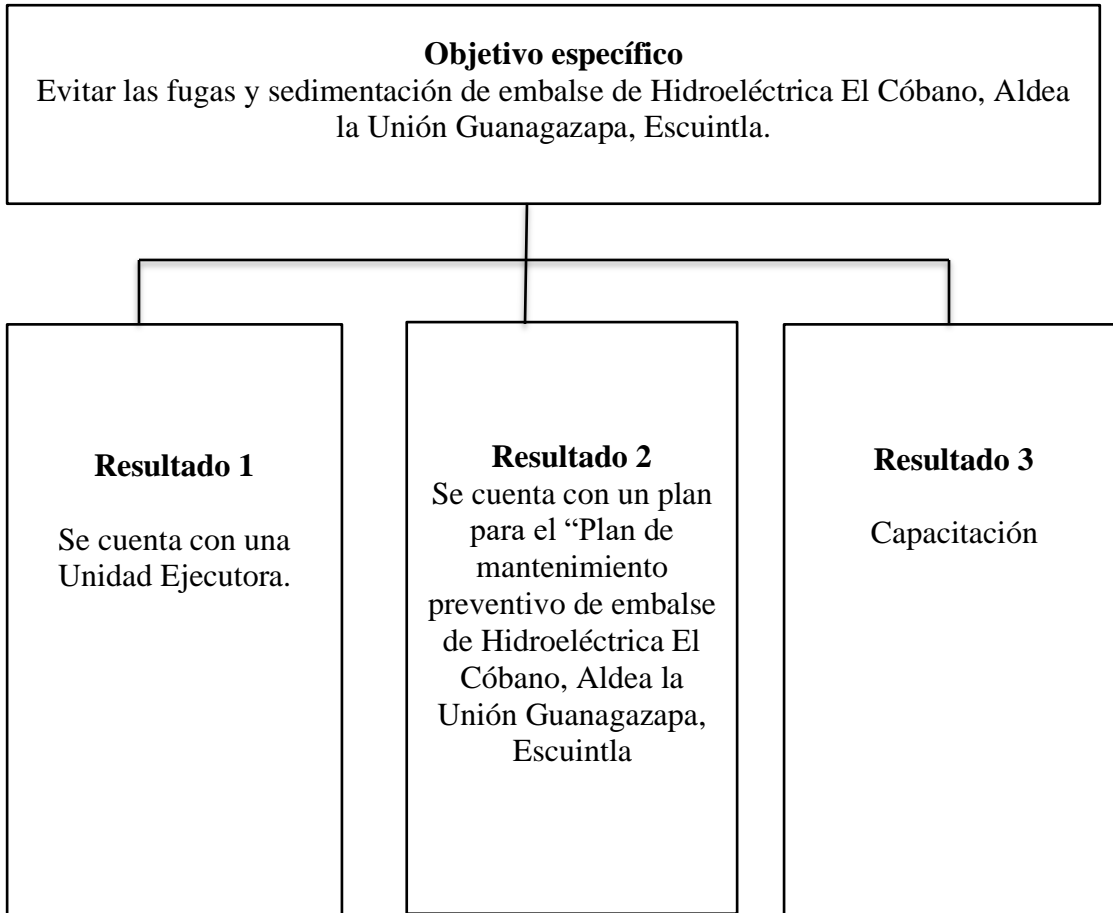 Objetivo específico
Evitar las fugas y sedimentación de embalse de Hidroeléctrica El Cóbano, Aldea
la Unión Guanagazapa, Escuintla.
Resultado 1
Se cuenta con una
Unidad Ejecutora.
Resultado 2
Se cuenta con un plan
para el “Plan de
mantenimiento
preventivo de embalse
de Hidroeléctrica El
Cóbano, Aldea la
Unión Guanagazapa,
Escuintla
Resultado 3
Capacitación